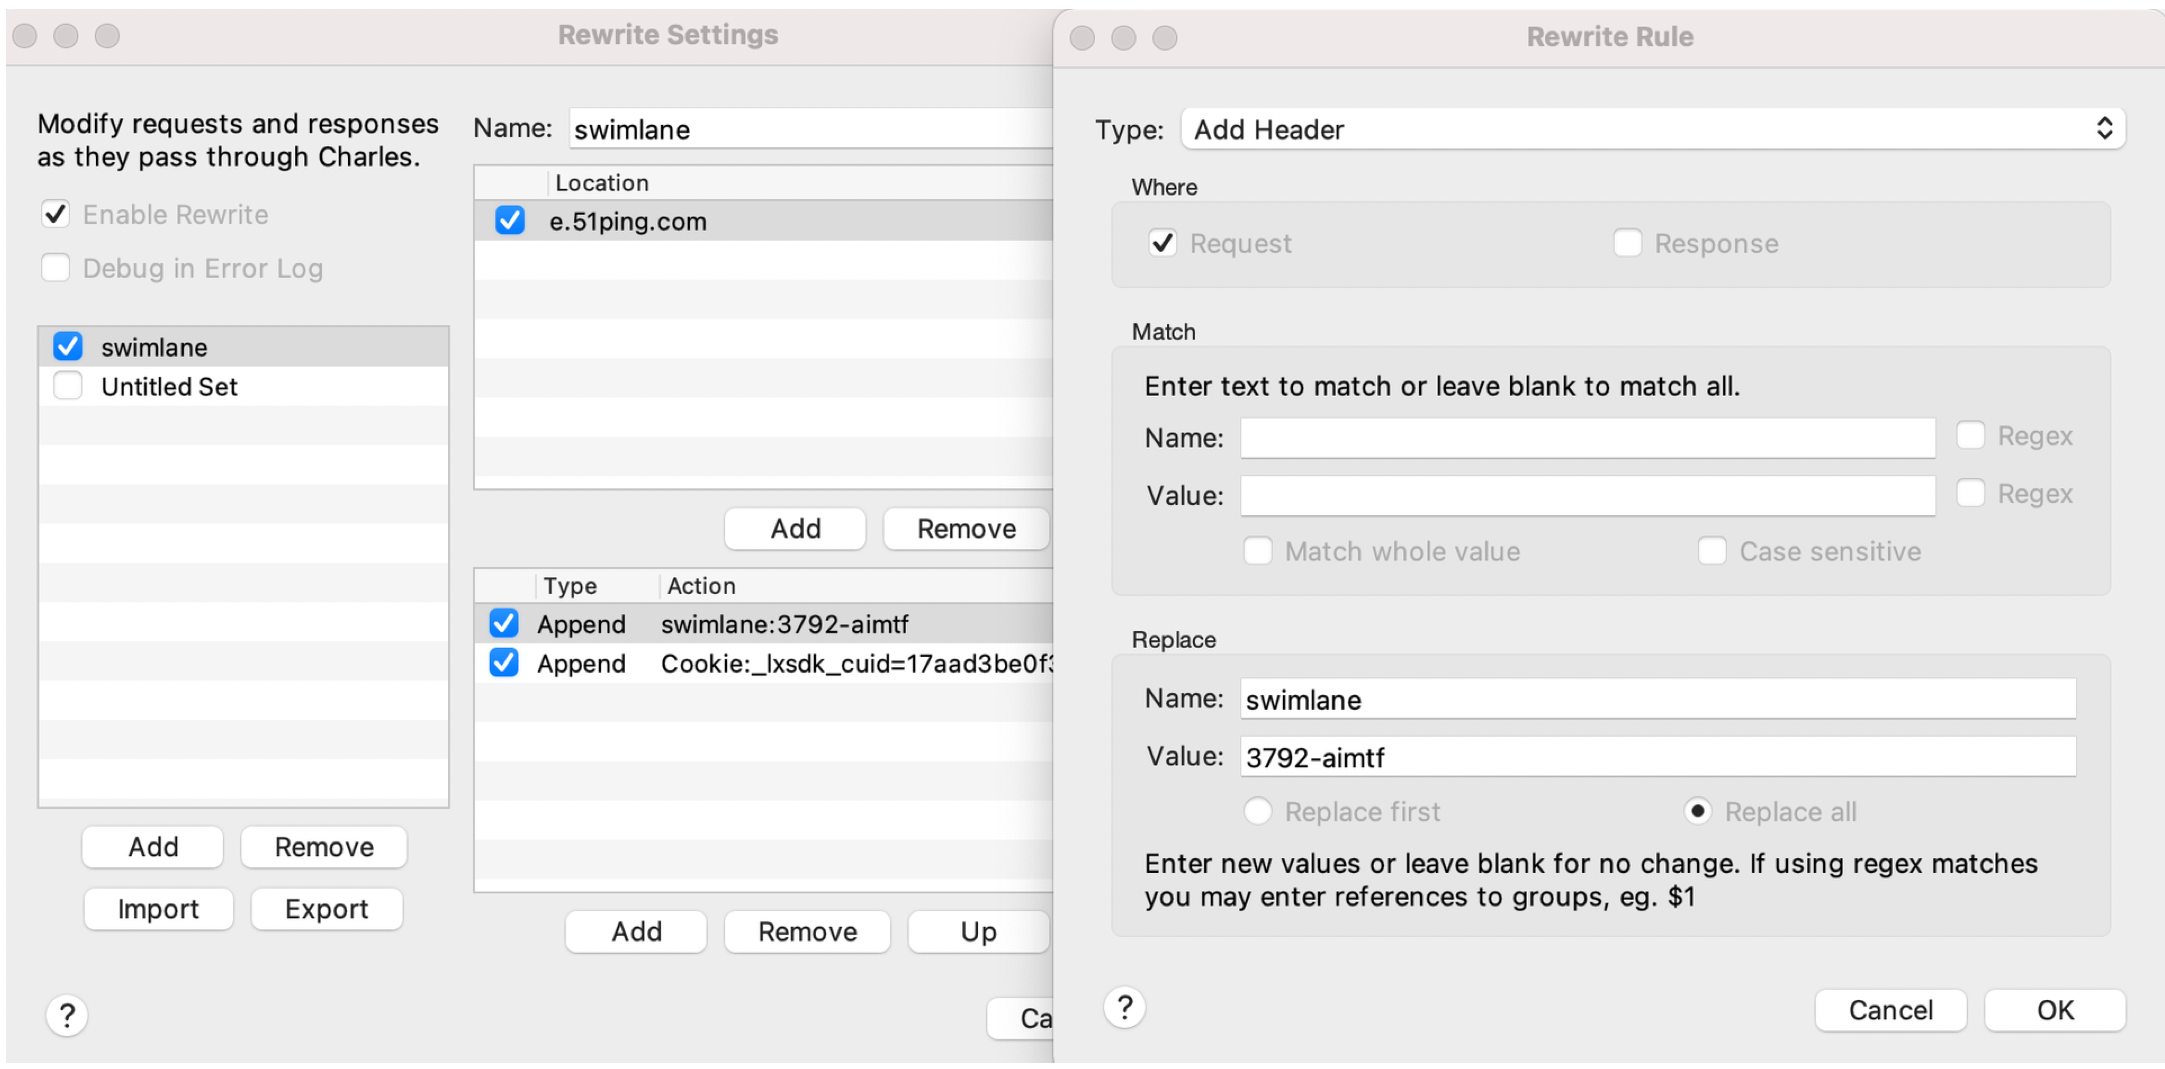 Rewrite Settings
Modify requests and responses
as they pass through Charles.
Enable Rewrite
Debug in Error Log
swimlane
Untitled Set
Add Remove
Import Export
?
Name: swimlane
Location
e.51ping.com
Add Remove
Type Action
Append swimlane:3792-aimtf
Append Cookie:_lxsdk_cuid=17aad3be0f
Add Remove Up
Ca
Rewrite Rule
Type: Add Header
Where
Request Response
Match
Enter text to match or leave blank to match all.
Name: Regex
Value: Regex
Match whole value Case sensitive
Replace
Name: swimlane
Value: 3792-aimtf
Replace first Replace all
Enter new values or leave blank for no change. If using regex matches
you may enter references to groups, eg. $1
?
Cancel OK